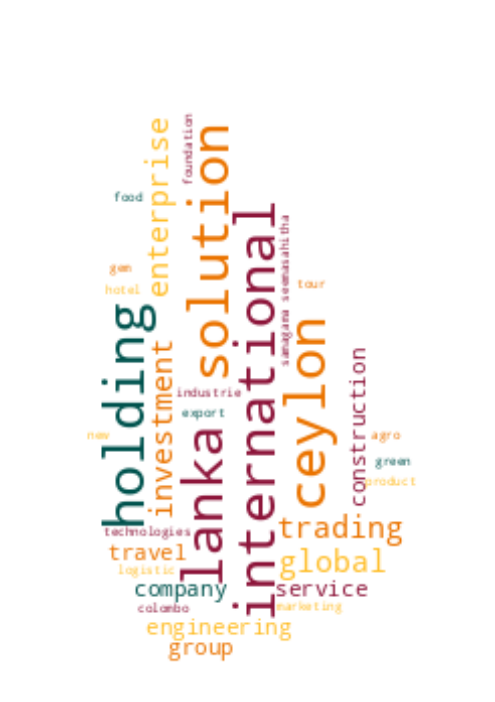 foundation
enterprise
solution
food
international
samagama seemasahitha
gem
tour
hotel
holding
ceylon
investment
construction
industrie
export
lanka
new
agro
green
product
trading
technologies
travel
global
logistic
company
service
colombo
marketing
engineering
group